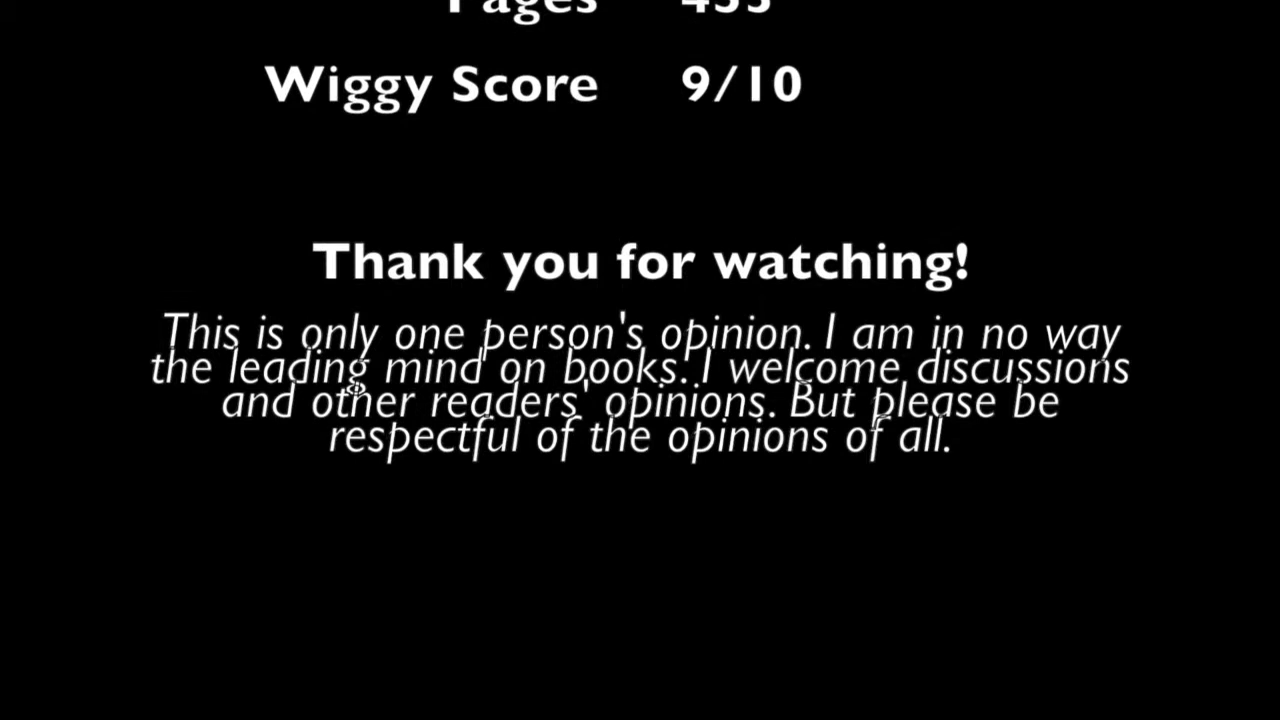 Pages
Wiggy Score 9/10
Thank you for watching!
This is only one person's opinion. I am in no way
the leading mind on books. I welcome discussions
and other readers' opinions. But please be
respectful of the opinions of all.